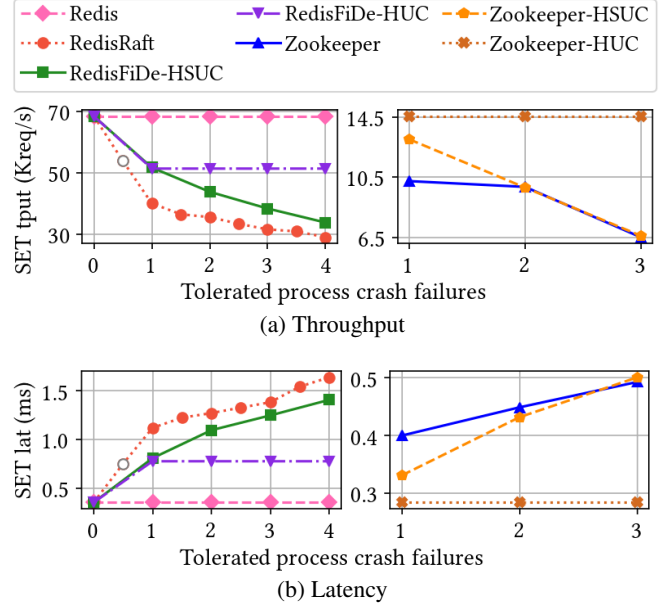 Redis RedisFiDe-HUC Zookeeper-HSUC
RedisRaft Zookeeper Zookeeper-HUC
RedisFiDe-HSUC
SET tput (Kreq/s)
70
50
30
0 1 2 3 4
14.5
10.5
6.5
1 2 3
Tolerated process crash failures
(a) Throughput
SET lat (ms)
1.5
1.0
0.5
0 1 2 3 4
0.5
0.4
0.3
1 2 3
Tolerated process crash failures
(b) Latency